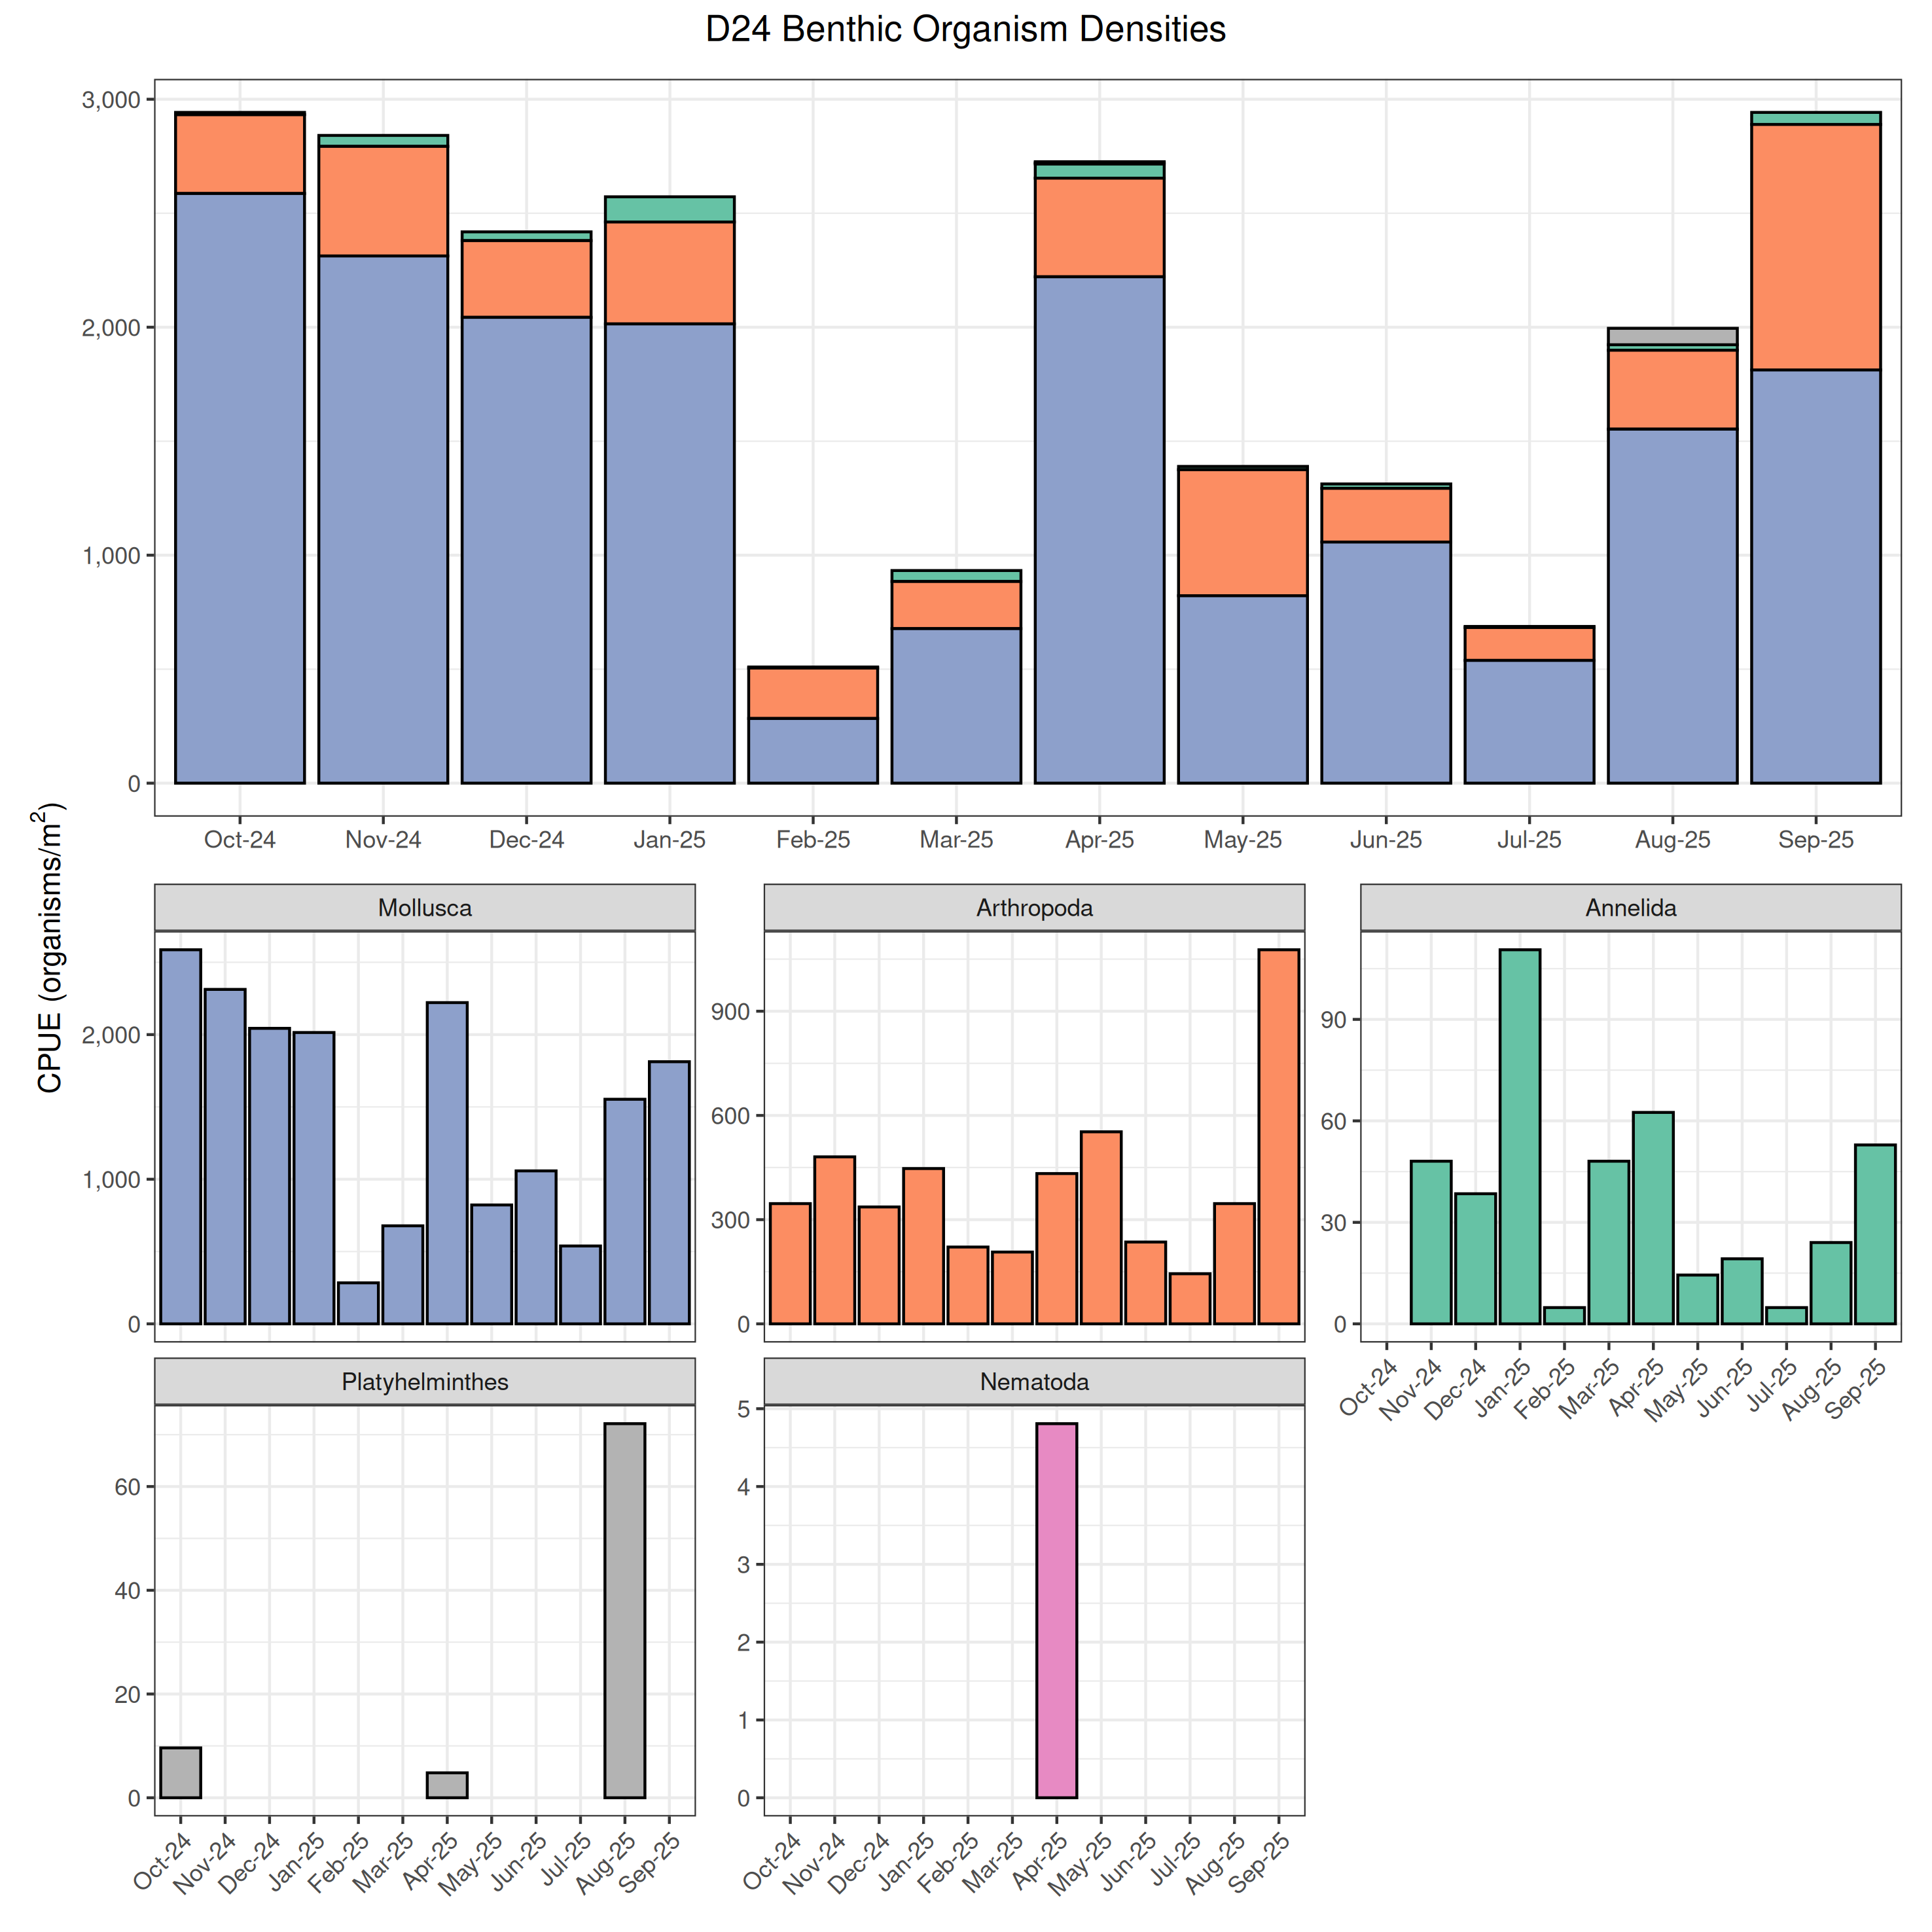 D24 Benthic Organism Densities
CPUE (organisms/m²)
3,000
2,000
1,000
0
Oct-24 Nov-24 Dec-24 Jan-25 Feb-25 Mar-25 Apr-25 May-25 Jun-25 Jul-25 Aug-25 Sep-25
Mollusca
2,000
1,000
0
Arthropoda
900
600
300
0
Annelida
90
60
30
0
Oct-24 Nov-24 Dec-24 Jan-25 Feb-25 Mar-25 Apr-25 May-25 Jun-25 Jul-25 Aug-25 Sep-25
Platyhelminthes
60
40
20
0
Oct-24 Nov-24 Dec-24 Jan-25 Feb-25 Mar-25 Apr-25 May-25 Jun-25 Jul-25 Aug-25 Sep-25
Nematoda
5
4
3
2
1
0
Oct-24 Nov-24 Dec-24 Jan-25 Feb-25 Mar-25 Apr-25 May-25 Jun-25 Jul-25 Aug-25 Sep-25